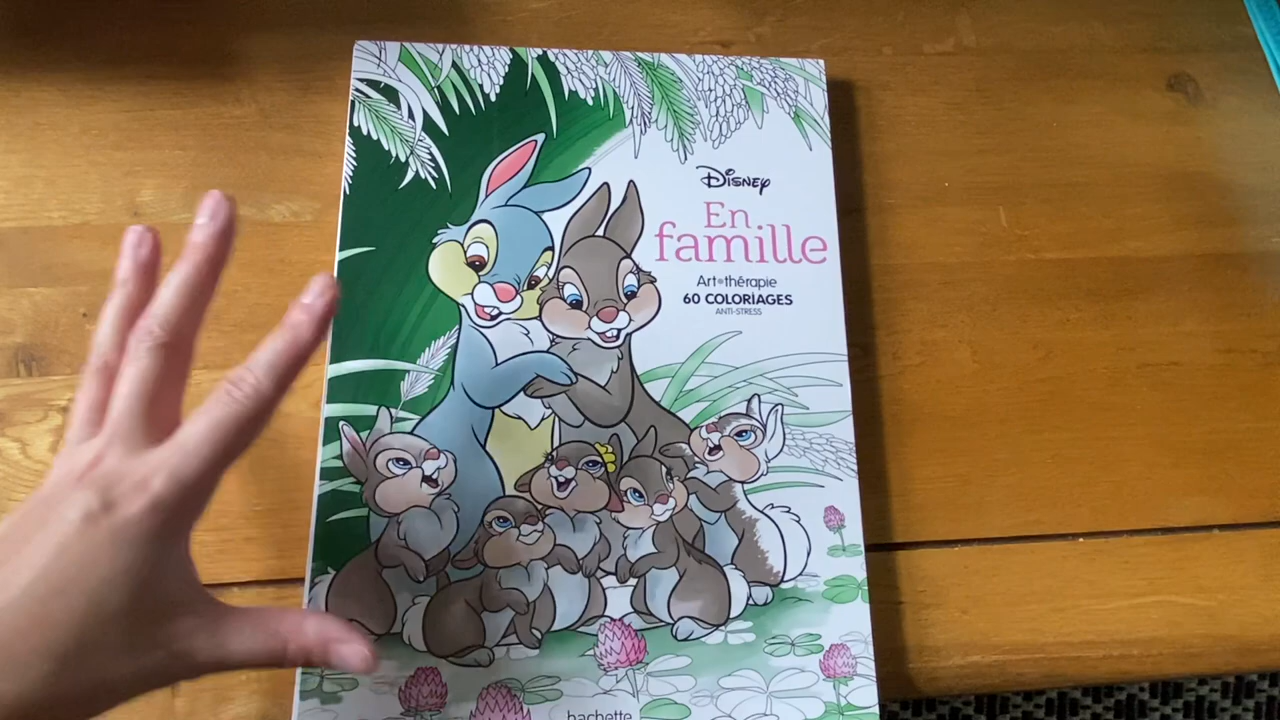 Disney
En
famille
Art•thérapie
60 COLORIAGES
ANTI-STRESS
hachette